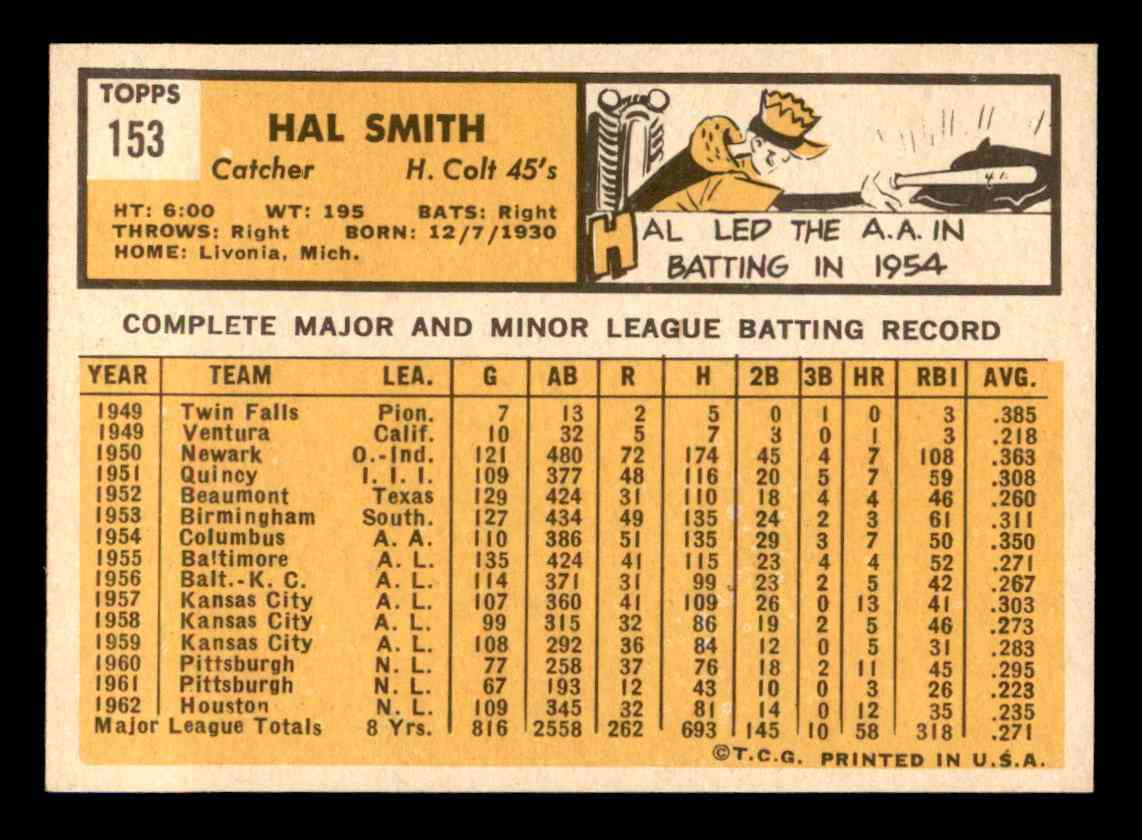 TOPPS
153
HAL SMITH
Catcher H. Colt 45's
HT: 6:00 WT: 195 BATS: Right
THROWS: Right BORN: 12/7/1930
HOME: Livonia, Mich.
HAL LED THE A.A. IN
BATTING IN 1954
COMPLETE MAJOR AND MINOR LEAGUE BATTING RECORD
YEAR TEAM LEA. G AB R H 2B 3B HR RBI AVG.
1949 Twin Falls Pion. 7 13 2 5 0 1 0 3 .385
1949 Ventura Calif. 10 32 5 7 3 0 1 3 .218
1950 Newark O.-Ind. 121 480 72 174 45 4 7 108 .363
1951 Quincy I. I. I. 109 377 48 116 20 5 7 59 .308
1952 Beaumont Texas 129 424 31 110 18 4 4 46 .260
1953 Birmingham South. 127 434 49 135 24 2 3 61 .311
1954 Columbus A. A. 110 386 51 135 29 3 7 50 .350
1955 Baltimore A. L. 135 424 41 115 23 4 4 52 .271
1956 Balt.-K. C. A. L. 114 371 31 99 23 2 5 42 .267
1957 Kansas City A. L. 107 360 41 109 26 0 13 41 .303
1958 Kansas City A. L. 99 315 32 86 19 2 5 46 .273
1959 Kansas City A. L. 108 292 36 84 12 0 5 31 .283
1960 Pittsburgh N. L. 77 258 37 76 18 2 11 45 .295
1961 Pittsburgh N. L. 67 193 12 43 10 0 3 26 .223
1962 Houston N. L. 109 345 32 81 14 0 12 35 .235
Major League Totals 8 Yrs. 816 2558 262 693 145 10 58 318 .271
©T.C.G. PRINTED IN U.S.A.